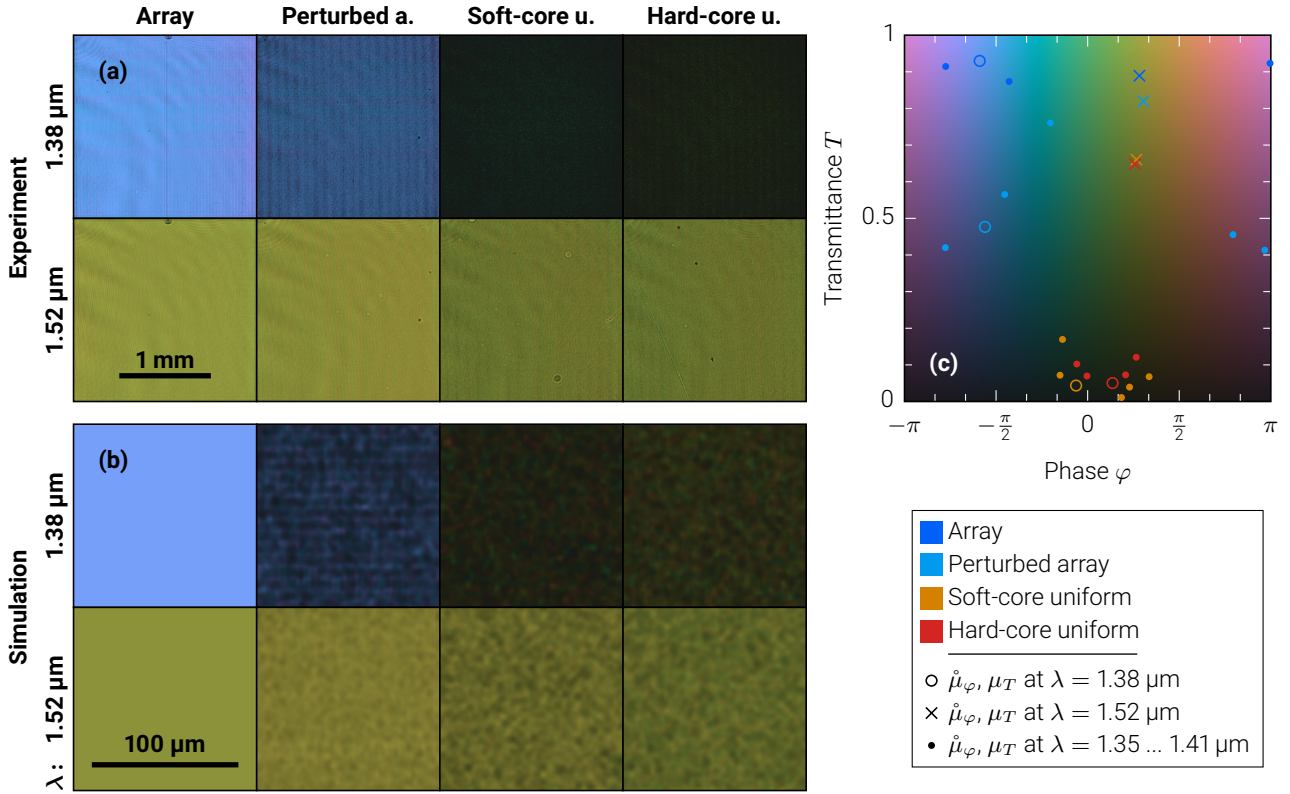 Array Perturbed a. Soft-core u. Hard-core u.
Experiment
1.38 µm
(a)
1.52 µm
1 mm
Simulation
1.38 µm
(b)
λ: 1.52 µm
100 µm
Transmittance T
1
0.5
0
(c)
−π −π/2 0 π/2 π
Phase φ
Array
Perturbed array
Soft-core uniform
Hard-core uniform
μ̊φ, μT at λ = 1.38 µm
μ̊φ, μT at λ = 1.52 µm
μ̊φ, μT at λ = 1.35 ... 1.41 µm